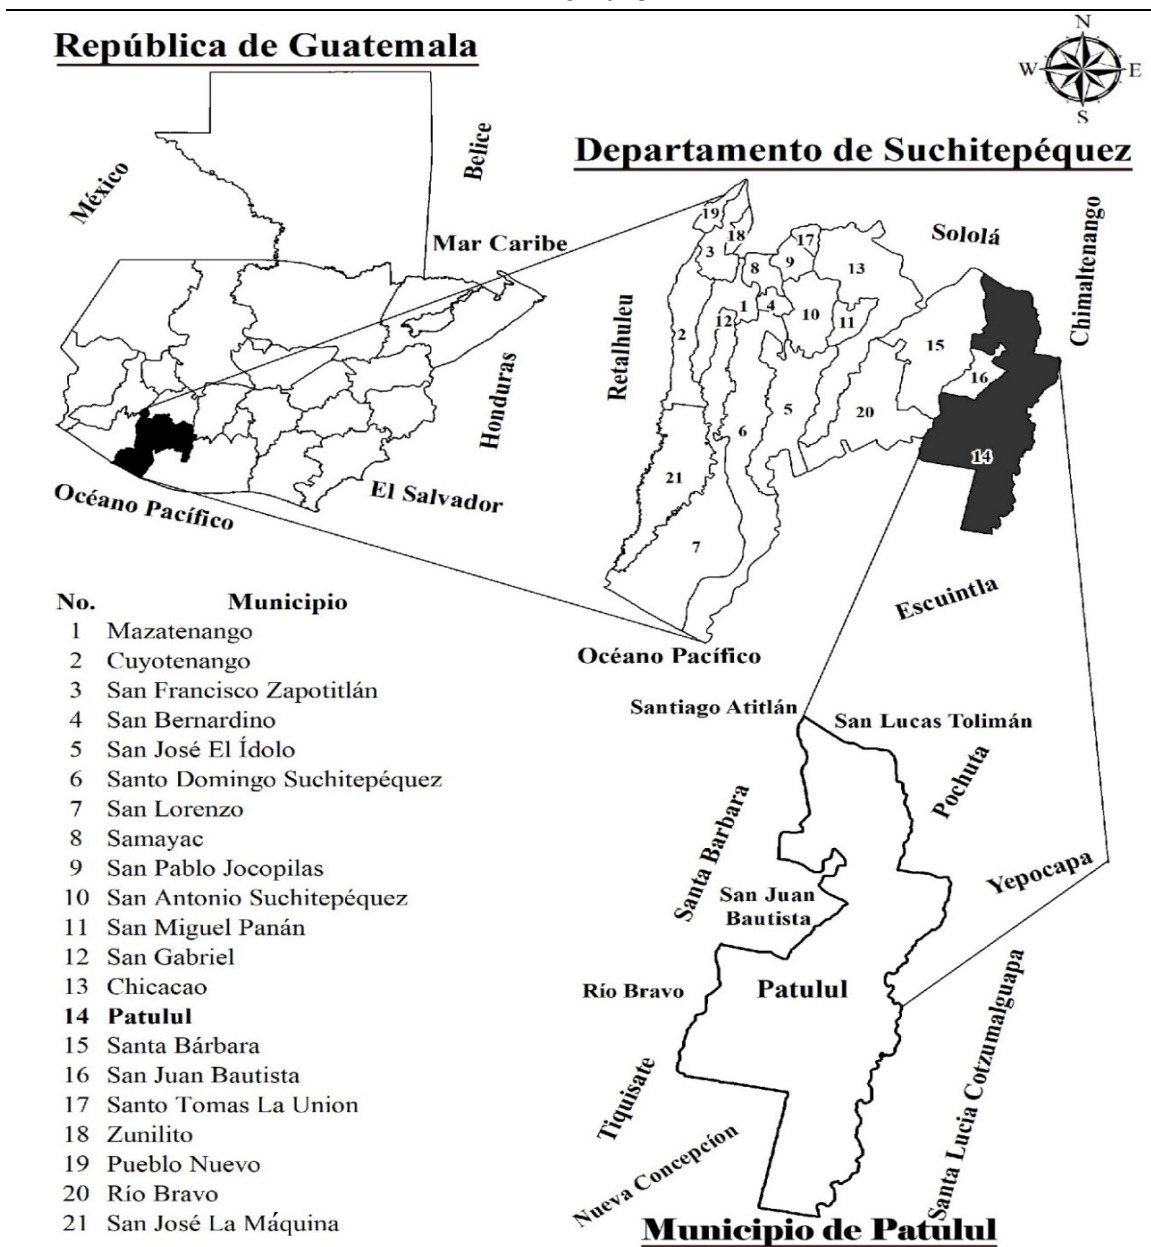 República de Guatemala
N
W E
S
Departamento de Suchitepéquez
México
Belice
Mar Caribe
Honduras
El Salvador
Océano Pacífico
Retalhuleu
Sololá
Chimaltenango
Escuintla
Océano Pacífico
19
18
17
3
8
9
13
1
4
12
10
11
2
15
16
5
20
6
14
21
7
No. Municipio
1 Mazatenango
2 Cuyotenango
3 San Francisco Zapotitlán
4 San Bernardino
5 San José El Ídolo
6 Santo Domingo Suchitepéquez
7 San Lorenzo
8 Samayac
9 San Pablo Jocopilas
10 San Antonio Suchitepéquez
11 San Miguel Panán
12 San Gabriel
13 Chicacao
14 Patulul
15 Santa Bárbara
16 San Juan Bautista
17 Santo Tomas La Union
18 Zunilito
19 Pueblo Nuevo
20 Río Bravo
21 San José La Máquina
Santiago Atitlán
San Lucas Tolimán
Pochuta
Santa Barbara
Yepocapa
San Juan
Bautista
Río Bravo
Patulul
Tiquisate
Santa Lucia Cotzumalguapa
Nueva Concepcíon
Municipio de Patulul